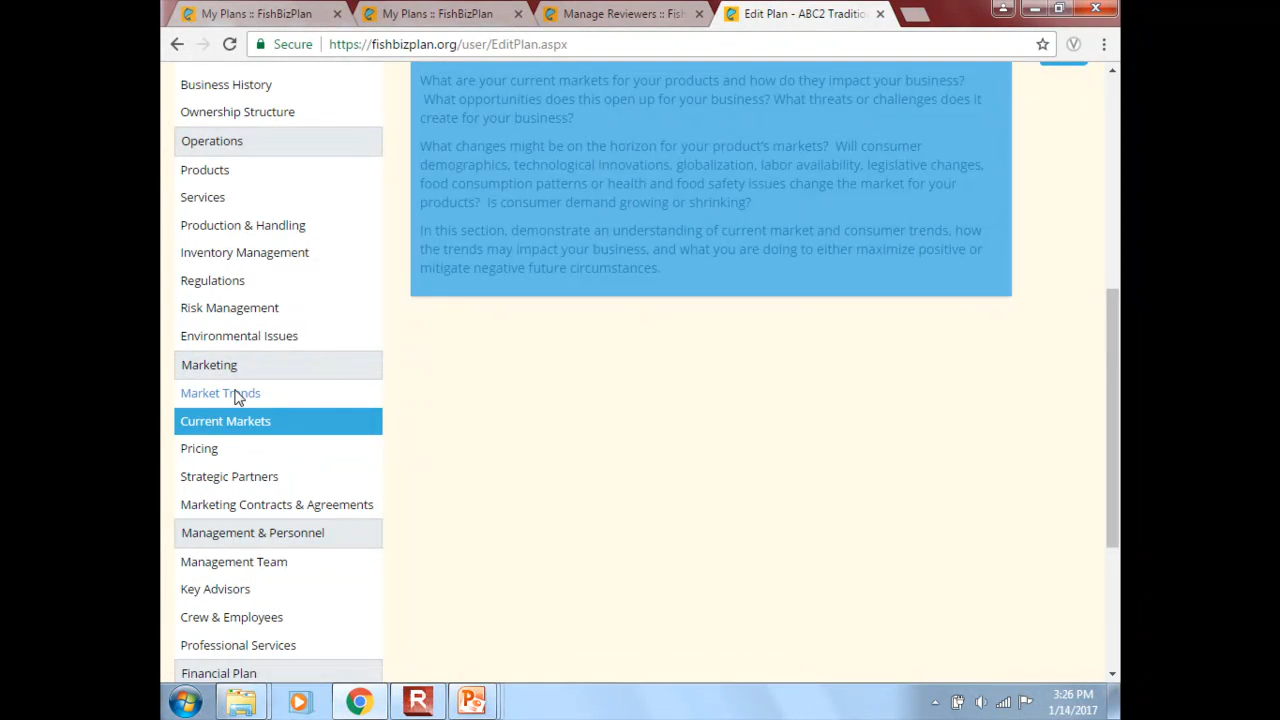 My Plans :: FishBizPlan
My Plans :: FishBizPlan
Manage Reviewers :: Fish
Edit Plan - ABC2 Traditio
Secure
https://fishbizplan.org/user/EditPlan.aspx
Business History
Ownership Structure
Operations
Products
Services
Production & Handling
Inventory Management
Regulations
Risk Management
Environmental Issues
Marketing
Market Trends
Current Markets
Pricing
Strategic Partners
Marketing Contracts & Agreements
Management & Personnel
Management Team
Key Advisors
Crew & Employees
Professional Services
Financial Plan
What are your current markets for your products and how do they impact your business?
What opportunities does this open up for your business? What threats or challenges does it
create for your business?
What changes might be on the horizon for your product's markets? Will consumer
demographics, technological innovations, globalization, labor availability, legislative changes,
food consumption patterns or health and food safety issues change the market for your
products? Is consumer demand growing or shrinking?
In this section, demonstrate an understanding of current market and consumer trends, how
the trends may impact your business, and what you are doing to either maximize positive or
mitigate negative future circumstances.
3:26 PM
1/14/2017